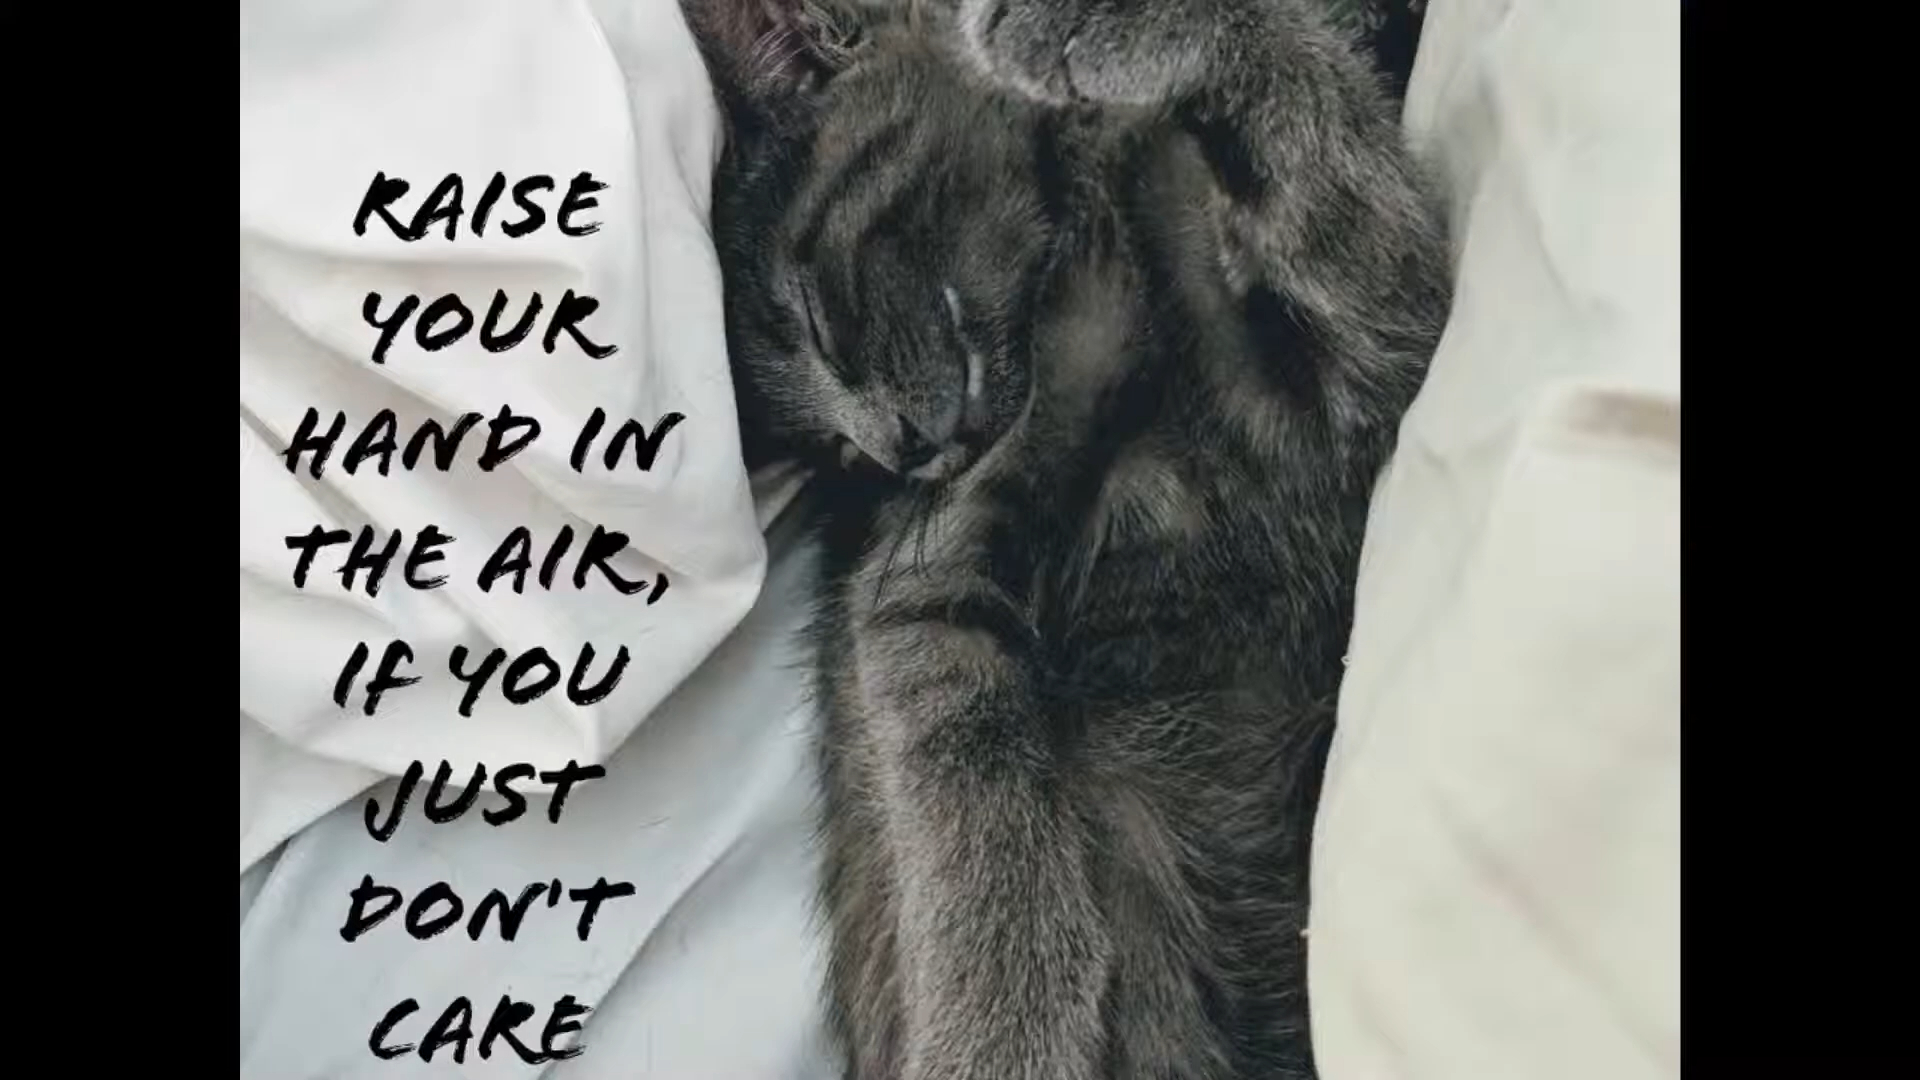 RAISE
YOUR
HAND IN
THE AIR,
IF YOU
JUST
DON'T
CARE